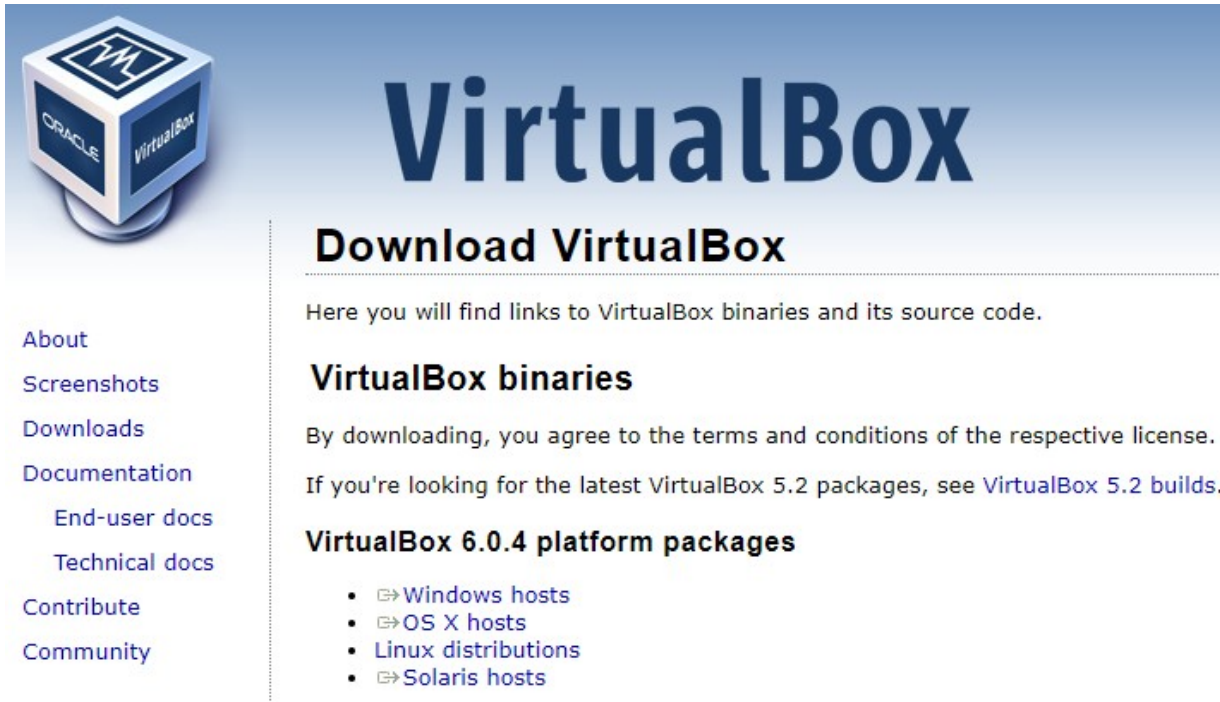 ORACLE
VirtualBox
VirtualBox
Download VirtualBox
Here you will find links to VirtualBox binaries and its source code.
VirtualBox binaries
By downloading, you agree to the terms and conditions of the respective license.
If you're looking for the latest VirtualBox 5.2 packages, see VirtualBox 5.2 builds.
VirtualBox 6.0.4 platform packages
Windows hosts
OS X hosts
Linux distributions
Solaris hosts
About
Screenshots
Downloads
Documentation
End-user docs
Technical docs
Contribute
Community